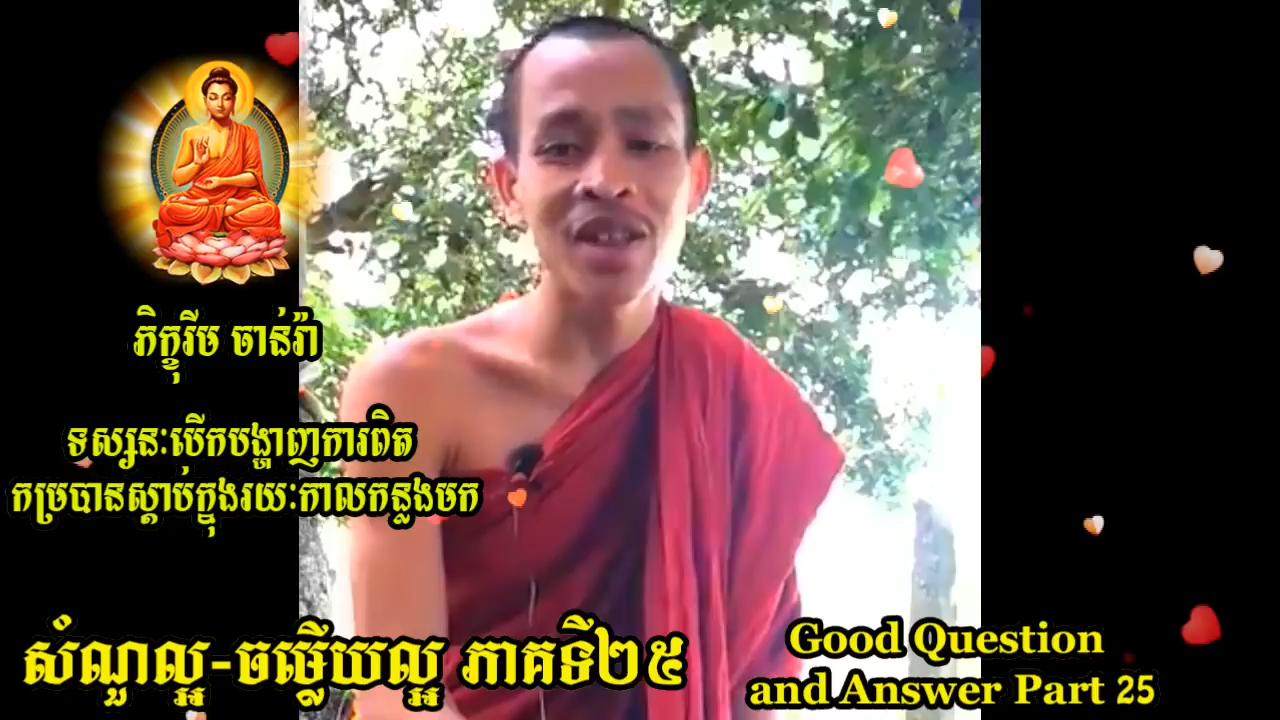 ភិក្ខុរីម ចាន់រ៉ា
ទស្សនៈបើកបង្ហាញការពិត
កម្របានស្ដាប់ក្នុងរយៈកាលកន្លងមក
សំណួរល្អ-ចម្លើយល្អ ភាគទី២៥
Good Question
and Answer Part 25